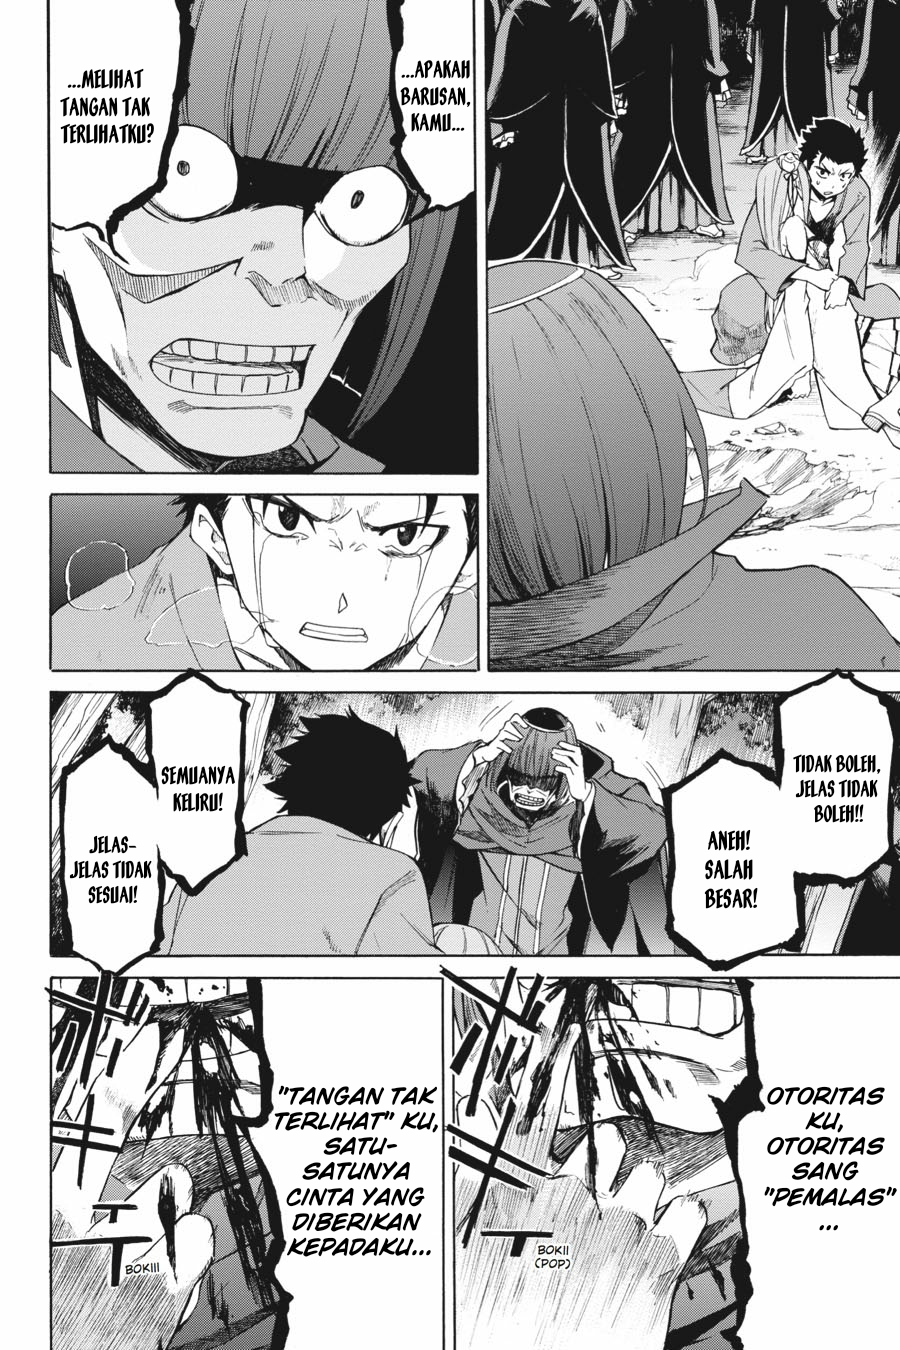 ...APAKAH
BARUSAN,
KAMU...
...MELIHAT
TANGAN TAK
TERLIHATKU?
TIDAK BOLEH,
JELAS TIDAK
BOLEH!!
ANEH!
SALAH
BESAR!
SEMUANYA
KELIRU!
JELAS-
JELAS TIDAK
SESUAI!
OTORITAS
KU,
OTORITAS
SANG
"PEMALAS"
...
BOKII
(POP)
"TANGAN TAK
TERLIHAT" KU,
SATU-
SATUNYA
CINTA YANG
DIBERIKAN
KEPADAKU...
BOKIII